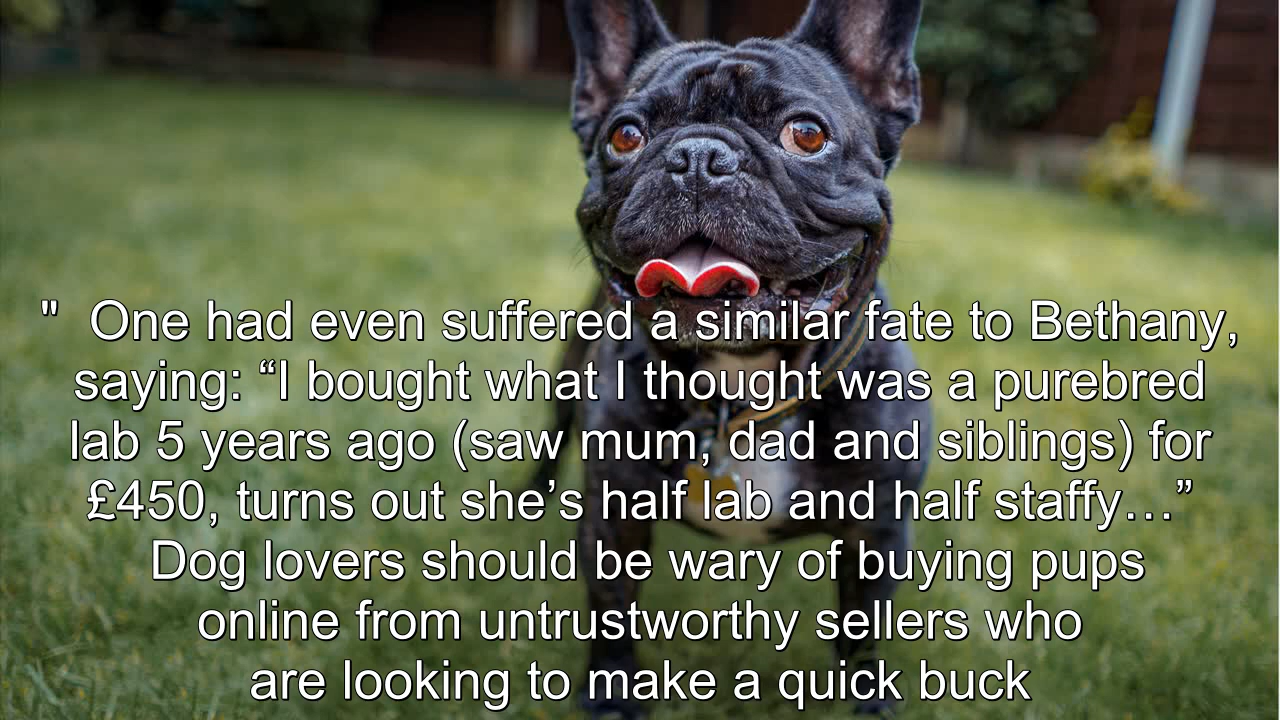 "  One had even suffered a similar fate to Bethany,
saying: “I bought what I thought was a purebred
lab 5 years ago (saw mum, dad and siblings) for
£450, turns out she’s half lab and half staffy…”
Dog lovers should be wary of buying pups
online from untrustworthy sellers who
are looking to make a quick buck